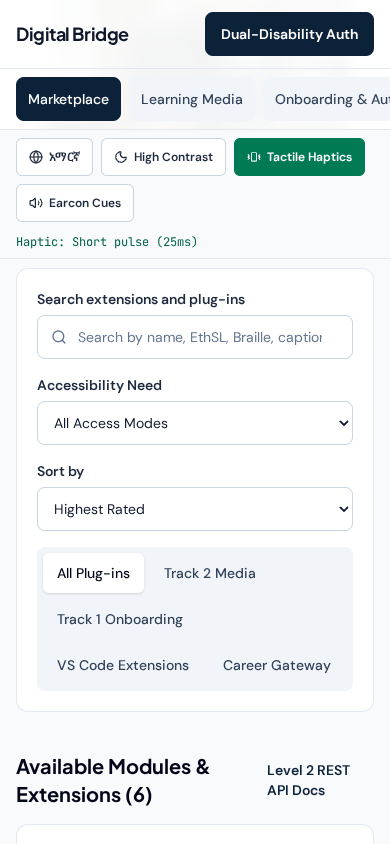 Digital Bridge
Dual-Disability Auth
Marketplace
Learning Media
Onboarding & Au
አማርኛ
High Contrast
Tactile Haptics
Earcon Cues
Haptic: Short pulse (25ms)
Search extensions and plug-ins
Search by name, EthSL, Braille, caption
Accessibility Need
All Access Modes
Sort by
Highest Rated
All Plug-ins
Track 2 Media
Track 1 Onboarding
VS Code Extensions
Career Gateway
Available Modules &
Extensions (6)
Level 2 REST
API Docs